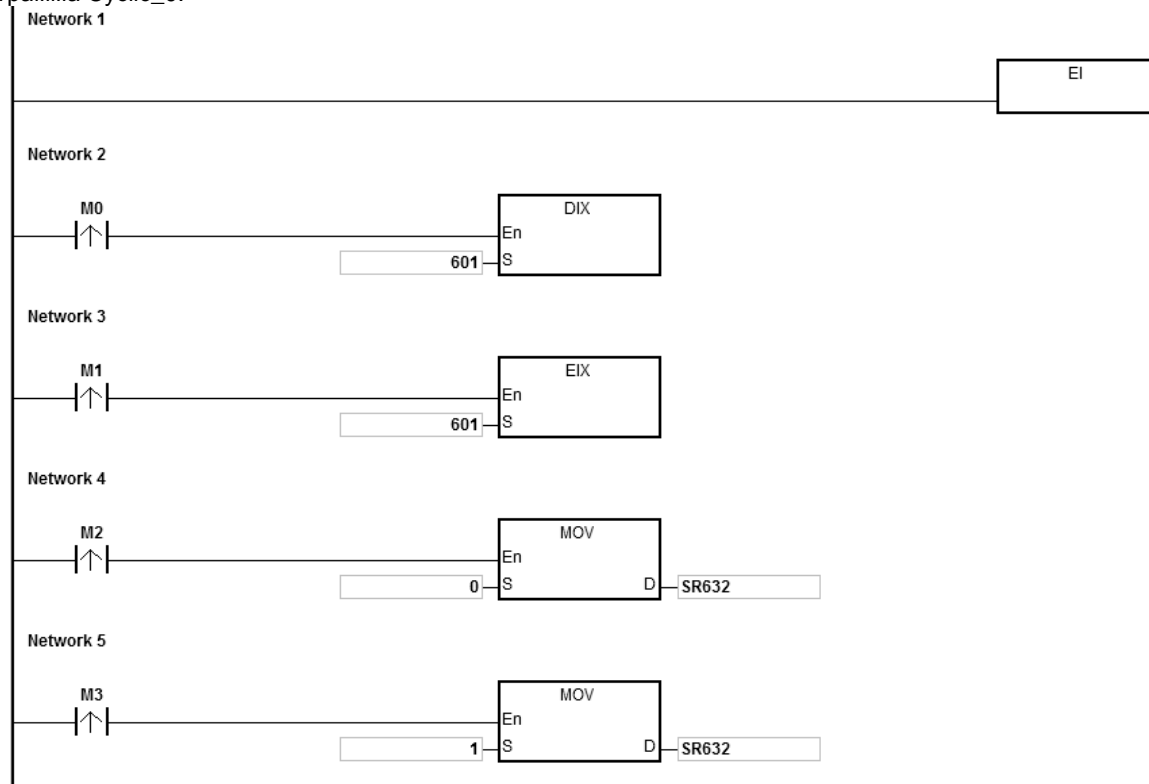 Network 1
EI
Network 2
M0
DIX
En
601 S
Network 3
M1
EIX
En
601 S
Network 4
M2
MOV
En
0 S D SR632
Network 5
M3
MOV
En
1 S D SR632